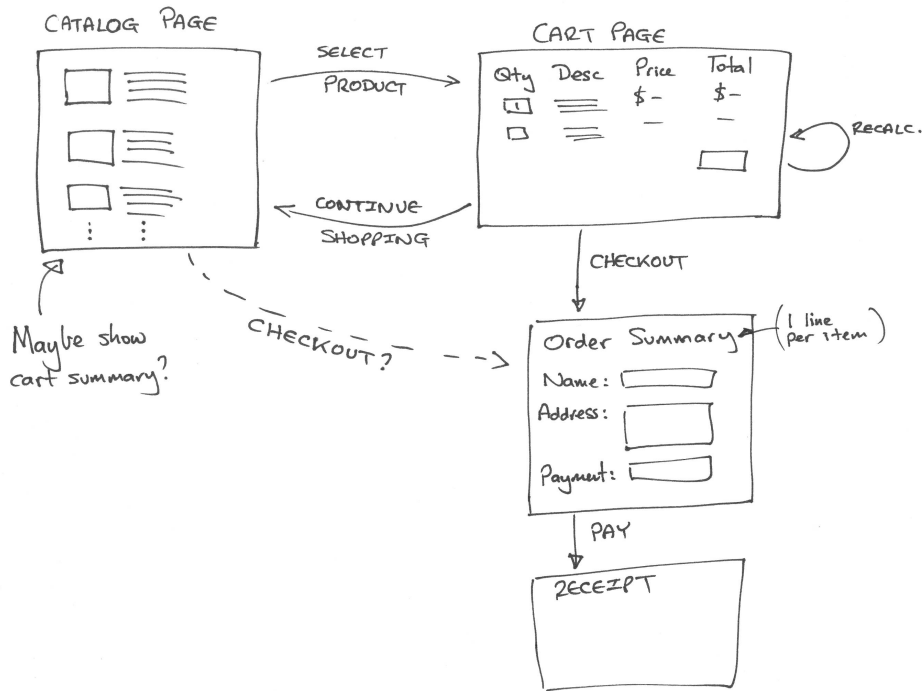 CATALOG PAGE
SELECT
PRODUCT
CONTINUE
SHOPPING
Maybe show
cart summary?
CHECKOUT?
CART PAGE
Qty Desc Price Total
1 $- $-
- -
RECALC.
CHECKOUT
Order Summary
(1 line
per item)
Name:
Address:
Payment:
PAY
RECEIPT